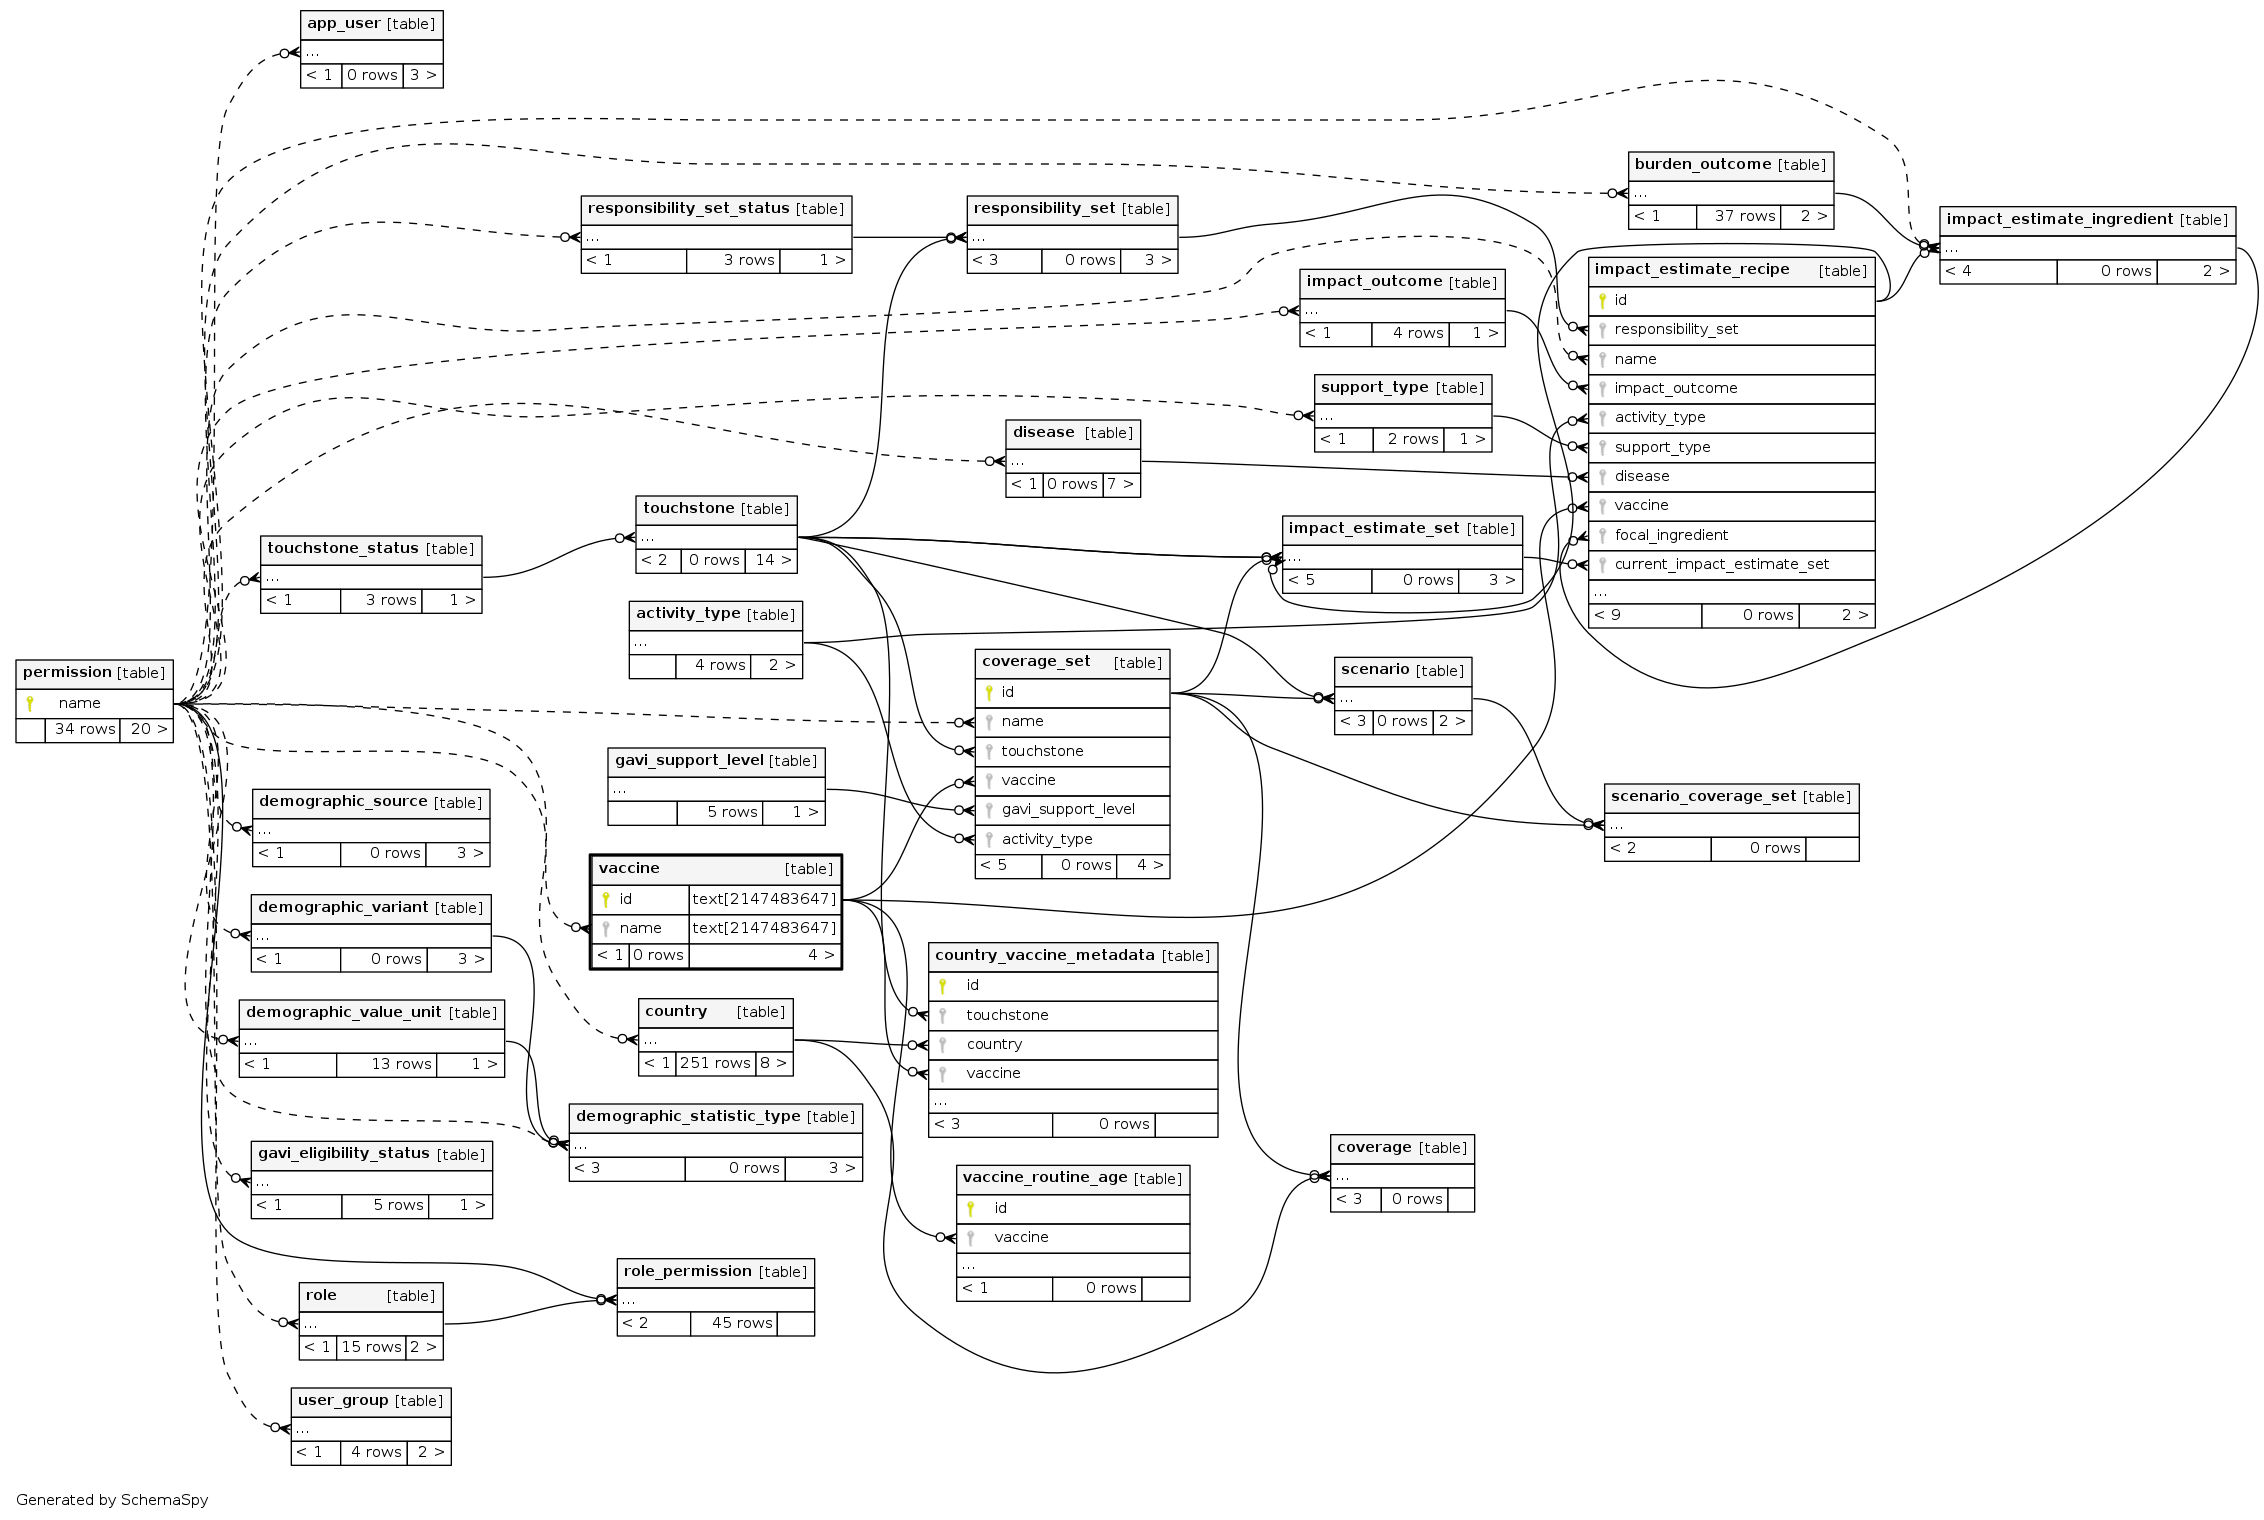 app_user [table]
...
< 1 0 rows 3 >
burden_outcome [table]
...
< 1 37 rows 2 >
responsibility_set_status [table]
...
< 1 3 rows 1 >
responsibility_set [table]
...
< 3 0 rows 3 >
impact_estimate_ingredient [table]
...
< 4 0 rows 2 >
impact_outcome [table]
...
< 1 4 rows 1 >
impact_estimate_recipe [table]
id
responsibility_set
name
impact_outcome
activity_type
support_type
disease
vaccine
focal_ingredient
current_impact_estimate_set
...
< 9 0 rows 2 >
support_type [table]
...
< 1 2 rows 1 >
disease [table]
...
< 1 0 rows 7 >
touchstone [table]
...
< 2 0 rows 14 >
impact_estimate_set [table]
...
< 5 0 rows 3 >
touchstone_status [table]
...
< 1 3 rows 1 >
activity_type [table]
...
4 rows 2 >
permission [table]
name
34 rows 20 >
coverage_set [table]
id
name
touchstone
vaccine
gavi_support_level
activity_type
< 5 0 rows 4 >
scenario [table]
...
< 3 0 rows 2 >
gavi_support_level [table]
...
5 rows 1 >
scenario_coverage_set [table]
...
< 2 0 rows
demographic_source [table]
...
< 1 0 rows 3 >
vaccine [table]
id text[2147483647]
name text[2147483647]
< 1 0 rows 4 >
demographic_variant [table]
...
< 1 0 rows 3 >
country_vaccine_metadata [table]
id
touchstone
country
vaccine
...
< 3 0 rows
demographic_value_unit [table]
...
< 1 13 rows 1 >
country [table]
...
< 1 251 rows 8 >
demographic_statistic_type [table]
...
< 3 0 rows 3 >
coverage [table]
...
< 3 0 rows
gavi_eligibility_status [table]
...
< 1 5 rows 1 >
vaccine_routine_age [table]
id
vaccine
...
< 1 0 rows
role_permission [table]
...
< 2 45 rows
role [table]
...
< 1 15 rows 2 >
user_group [table]
...
< 1 4 rows 2 >
Generated by SchemaSpy